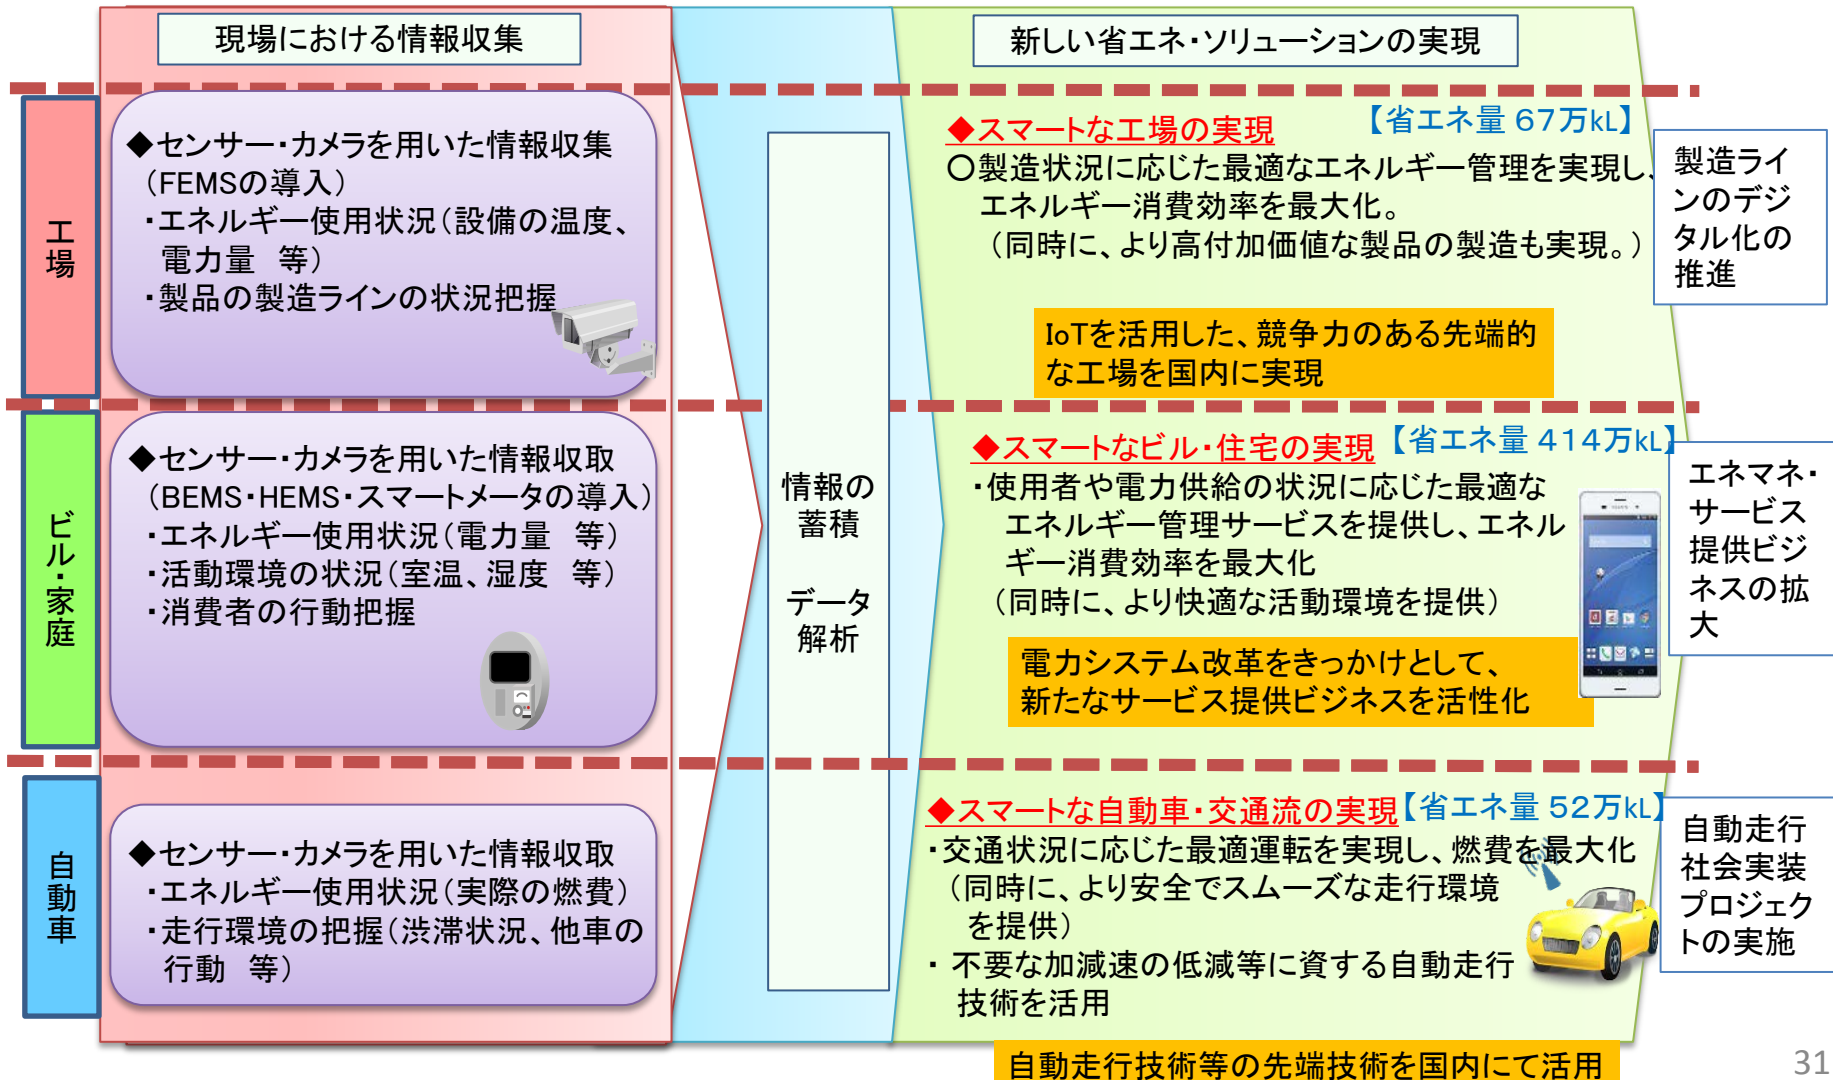 現場における情報収集
新しい省エネ・ソリューションの実現
工場
◆センサー・カメラを用いた情報収集
（FEMSの導入）
・エネルギー使用状況（設備の温度、
電力量　等）
・製品の製造ラインの状況把握
◆スマートな工場の実現
【省エネ量 67万kL】
〇製造状況に応じた最適なエネルギー管理を実現し、
エネルギー消費効率を最大化。
（同時に、より高付加価値な製品の製造も実現。）
IoTを活用した、競争力のある先端的
な工場を国内に実現
製造ライ
ンのデジ
タル化の
推進
ビル・家庭
◆センサー・カメラを用いた情報収取
（BEMS・HEMS・スマートメータの導入）
・エネルギー使用状況（電力量　等）
・活動環境の状況（室温、湿度　等）
・消費者の行動把握
情報の
蓄積
データ
解析
◆スマートなビル・住宅の実現
【省エネ量 414万kL】
・使用者や電力供給の状況に応じた最適な
エネルギー管理サービスを提供し、エネル
ギー消費効率を最大化
（同時に、より快適な活動環境を提供）
電力システム改革をきっかけとして、
新たなサービス提供ビジネスを活性化
エネマネ・
サービス
提供ビジ
ネスの拡
大
自動車
◆センサー・カメラを用いた情報収取
・エネルギー使用状況（実際の燃費）
・走行環境の把握（渋滞状況、他車の
行動　等）
◆スマートな自動車・交通流の実現
【省エネ量 52万kL】
・交通状況に応じた最適運転を実現し、燃費を最大化
（同時に、より安全でスムーズな走行環境
を提供）
・ 不要な加減速の低減等に資する自動走行
技術を活用
自動走行技術等の先端技術を国内にて活用
自動走行
社会実装
プロジェク
トの実施
31